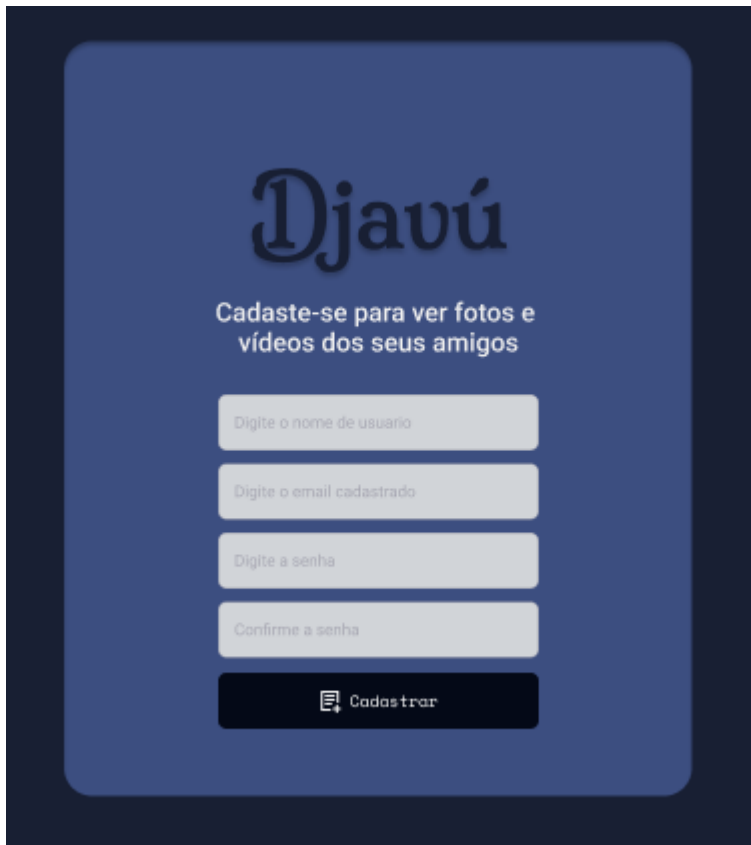 Djavú
Cadaste-se para ver fotos e
vídeos dos seus amigos
Digite o nome de usuario
Digite o email cadastrado
Digite a senha
Confirme a senha
Cadastrar